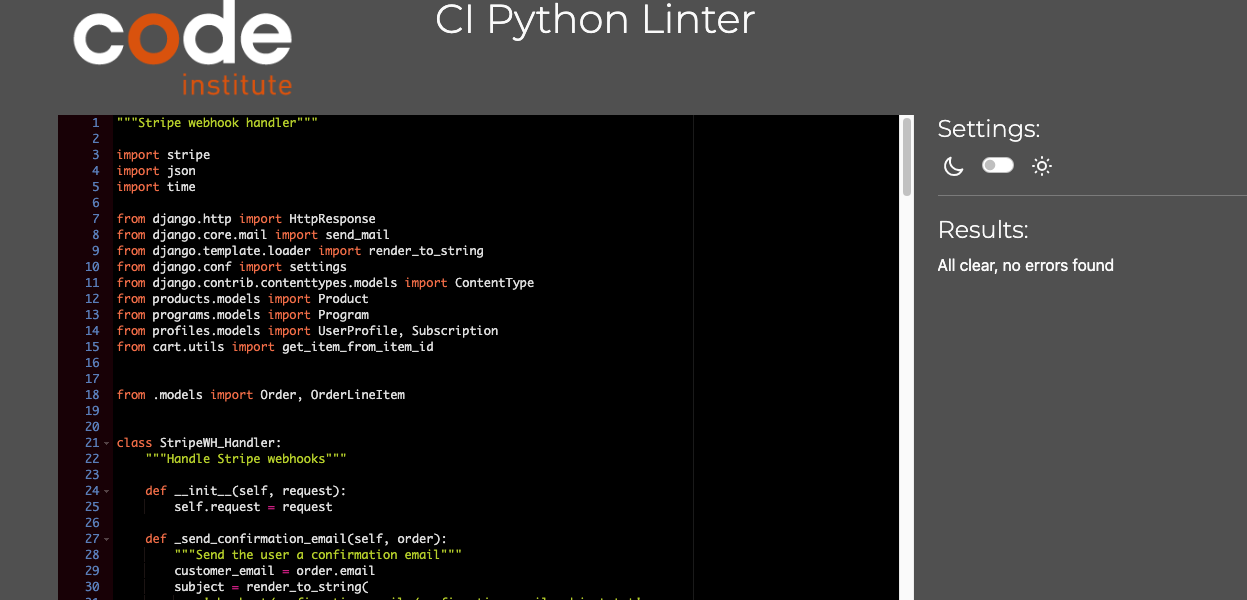 code
institute
CI Python Linter
1 """Stripe webhook handler"""
2
3 import stripe
4 import json
5 import time
6
7 from django.http import HttpResponse
8 from django.core.mail import send_mail
9 from django.template.loader import render_to_string
10 from django.conf import settings
11 from django.contrib.contenttypes.models import ContentType
12 from products.models import Product
13 from programs.models import Program
14 from profiles.models import UserProfile, Subscription
15 from cart.utils import get_item_from_item_id
16
17
18 from .models import Order, OrderLineItem
19
20
21 class StripeWH_Handler:
22 """Handle Stripe webhooks"""
23
24 def __init__(self, request):
25 self.request = request
26
27 def _send_confirmation_email(self, order):
28 """Send the user a confirmation email"""
29 customer_email = order.email
30 subject = render_to_string(
Settings:
Results:
All clear, no errors found